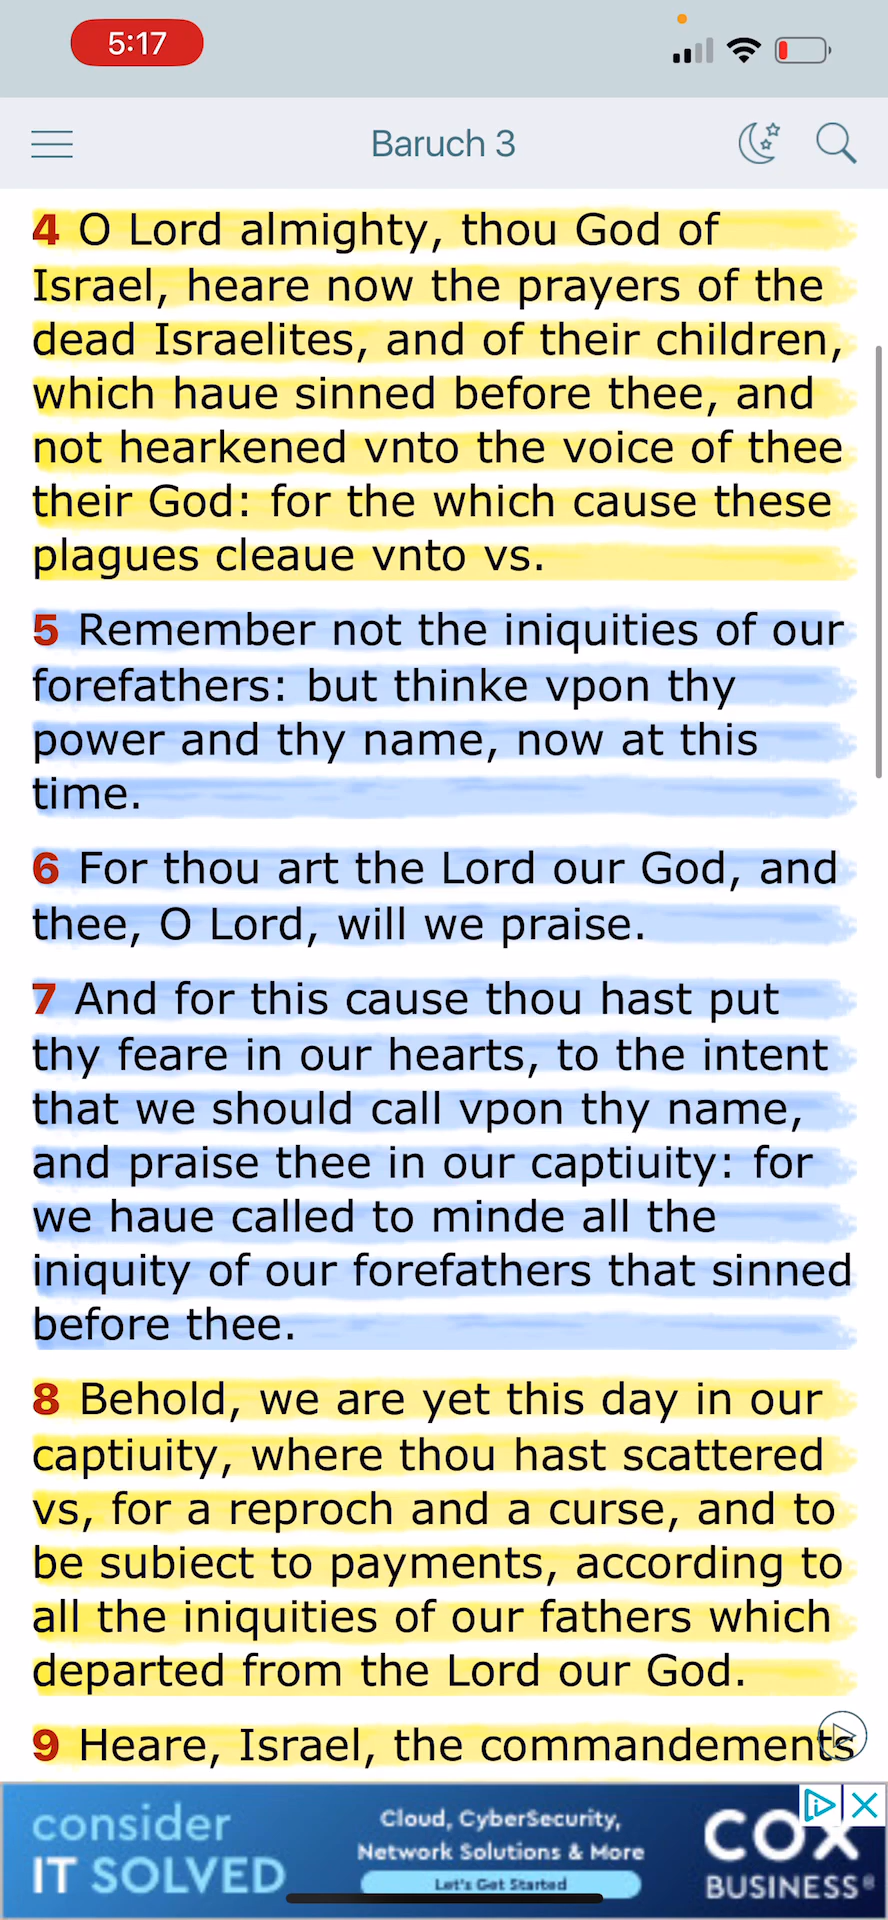 5:17
Baruch 3
4 O Lord almighty, thou God of
Israel, heare now the prayers of the
dead Israelites, and of their children,
which haue sinned before thee, and
not hearkened vnto the voice of thee
their God: for the which cause these
plagues cleaue vnto vs.
5 Remember not the iniquities of our
forefathers: but thinke vpon thy
power and thy name, now at this
time.
6 For thou art the Lord our God, and
thee, O Lord, will we praise.
7 And for this cause thou hast put
thy feare in our hearts, to the intent
that we should call vpon thy name,
and praise thee in our captiuity: for
we haue called to minde all the
iniquity of our forefathers that sinned
before thee.
8 Behold, we are yet this day in our
captiuity, where thou hast scattered
vs, for a reproch and a curse, and to
be subiect to payments, according to
all the iniquities of our fathers which
departed from the Lord our God.
9 Heare, Israel, the commandements
consider
IT SOLVED
Cloud, CyberSecurity,
Network Solutions & More
Let's Get Started
COX
BUSINESS®